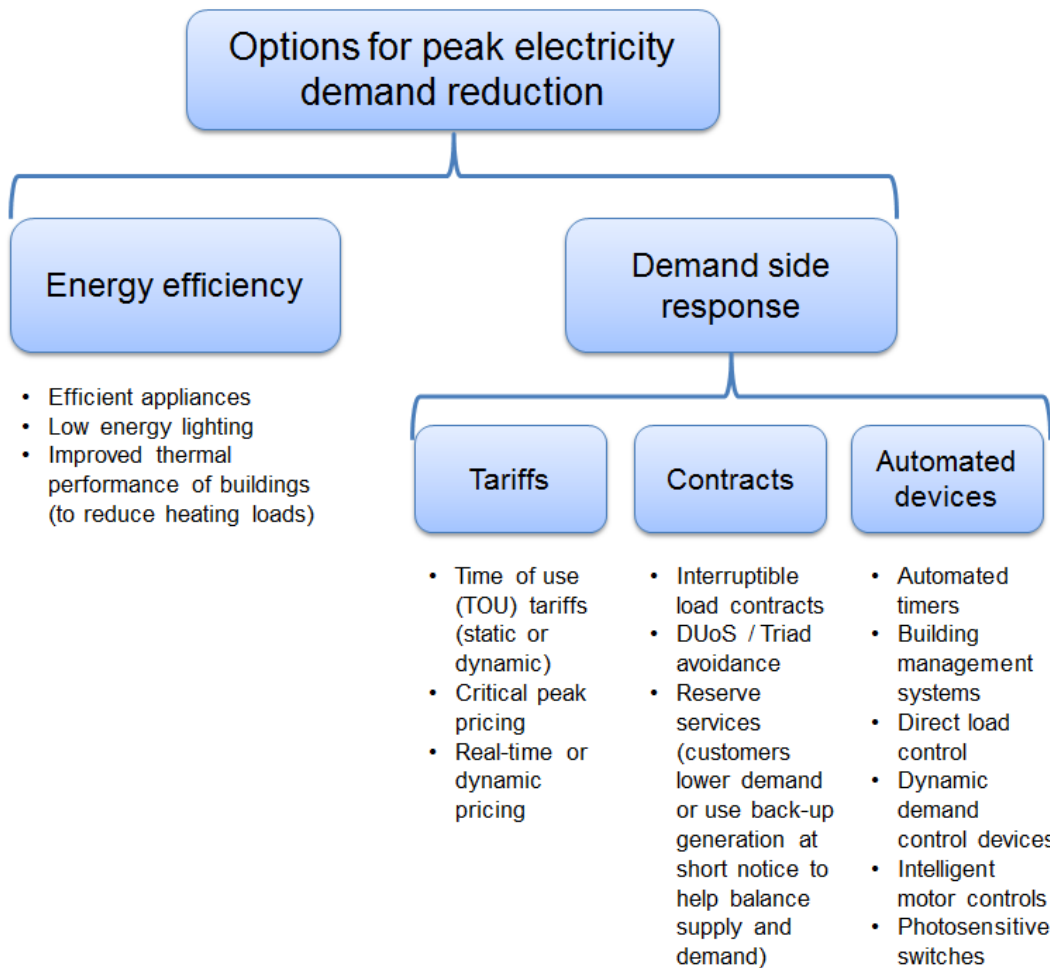 Options for peak electricity
demand reduction
Energy efficiency
Demand side
response
• Efficient appliances
• Low energy lighting
• Improved thermal
performance of buildings
(to reduce heating loads)
Tariffs
Contracts
Automated
devices
• Time of use
(TOU) tariffs
(static or
dynamic)
• Critical peak
pricing
• Real-time or
dynamic
pricing
• Interruptible
load contracts
• DUoS / Triad
avoidance
• Reserve
services
(customers
lower demand
or use back-up
generation at
short notice to
help balance
supply and
demand)
• Automated
timers
• Building
management
systems
• Direct load
control
• Dynamic
demand
control devices
• Intelligent
motor controls
• Photosensitive
switches